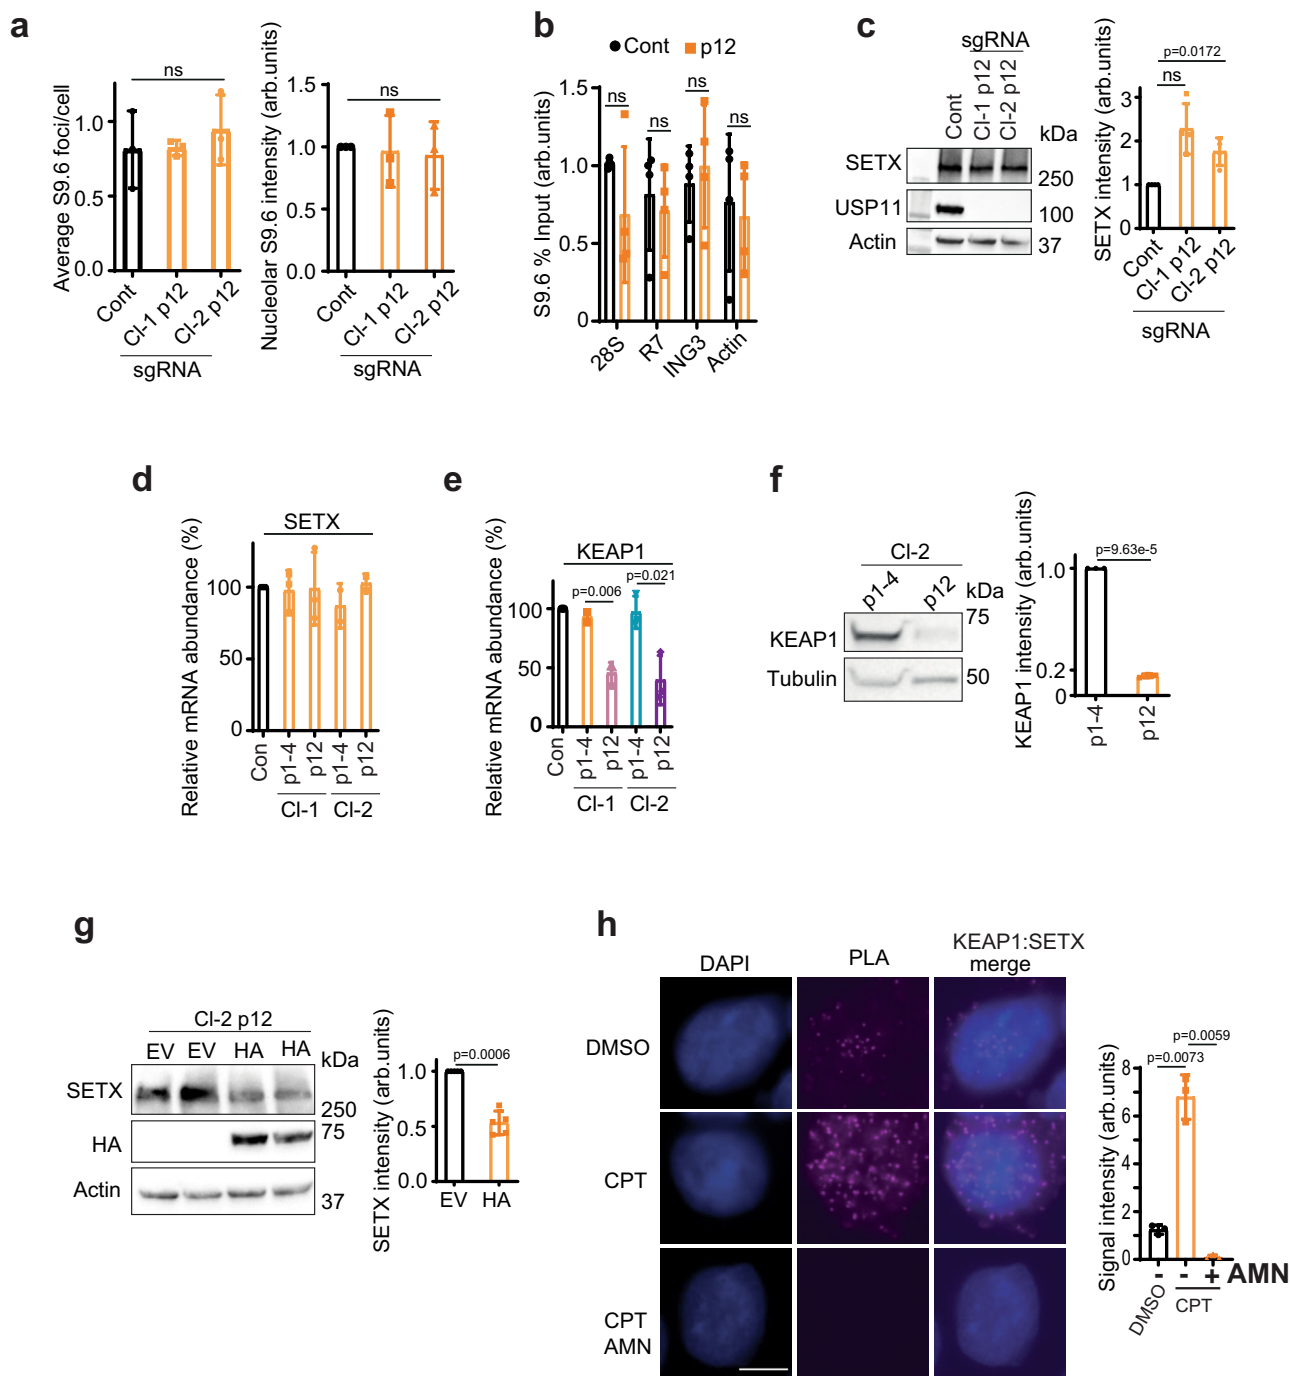 a
Average S9.6 foci/cell
1.0
0.5
0.0
ns
Cont
Cl-1 p12
Cl-2 p12
sgRNA
Nucleolar S9.6 intensity (arb.units)
1.5
1.0
0.5
0.0
ns
Cont
Cl-1 p12
Cl-2 p12
sgRNA
b
Cont
p12
S9.6 % Input (arb.units)
1.5
1.0
0.5
0
ns
ns
ns
ns
28S
R7
ING3
Actin
c
sgRNA
Cont
Cl-1 p12
Cl-2 p12
kDa
SETX
250
USP11
100
Actin
37
SETX intensity (arb.units)
3
2
1
0
p=0.0172
ns
Cont
Cl-1 p12
Cl-2 p12
sgRNA
d
Relative mRNA abundance (%)
SETX
100
50
0
Con
p1-4
p12
p1-4
p12
Cl-1
Cl-2
e
Relative mRNA abundance (%)
KEAP1
p=0.021
p=0.006
100
50
0
Con
p1-4
p12
p1-4
p12
Cl-1
Cl-2
f
Cl-2
p1-4
p12
kDa
75
KEAP1
Tubulin
50
KEAP1 intensity (arb.units)
p=9.63e-5
1.0
0.2
0
p1-4
p12
g
Cl-2 p12
EV EV HA HA
kDa
SETX
250
75
HA
Actin
37
SETX intensity (arb.units)
p=0.0006
1.0
0.5
0.0
EV
HA
h
DAPI
PLA
KEAP1:SETX
merge
DMSO
CPT
CPT
AMN
Signal intensity (arb.units)
p=0.0059
p=0.0073
8
6
4
2
0
- - + AMN
DMSO
CPT